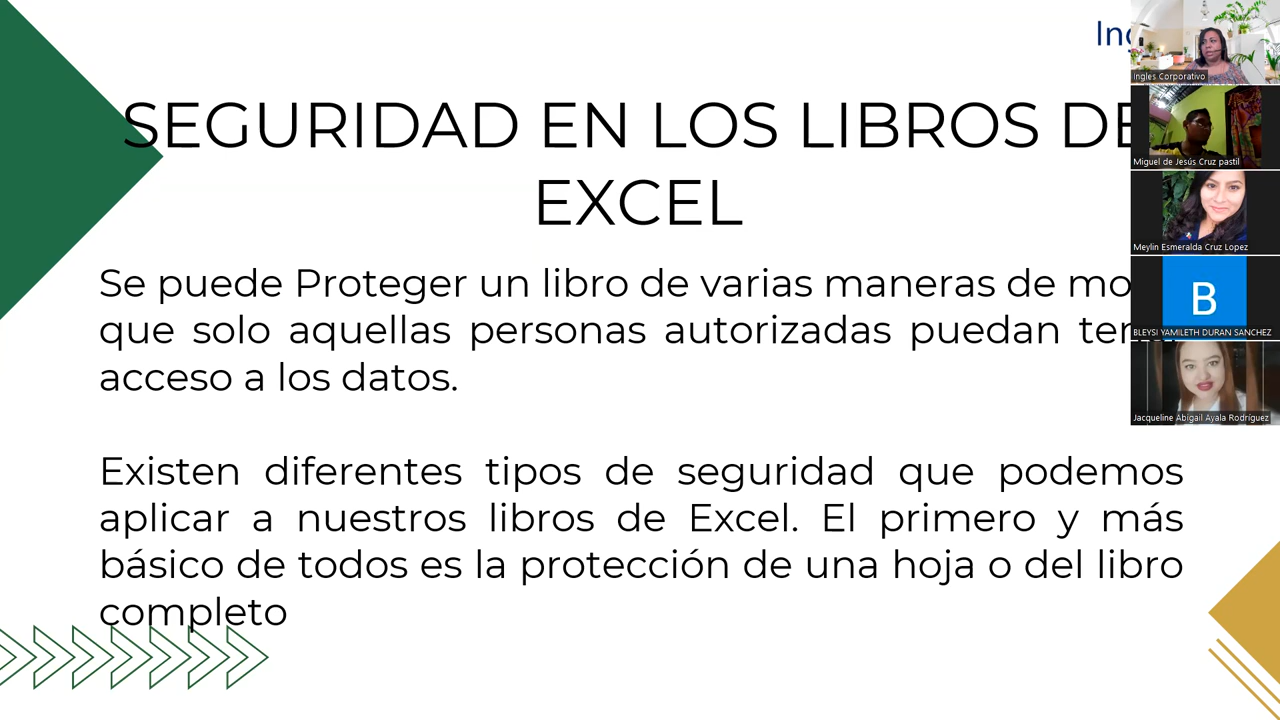 SEGURIDAD EN LOS LIBROS DE
EXCEL
Se puede Proteger un libro de varias maneras de
que solo aquellas personas autorizadas puedan
acceso a los datos.
Existen diferentes tipos de seguridad que podemos
aplicar a nuestros libros de Excel. El primero y más
básico de todos es la protección de una hoja o del libro
completo
Ingles Corporativo
Miguel de Jesús Cruz pastil
Meylin Esmeralda Cruz Lopez
B
BLEYSI YAMILETH DURAN SANCHEZ
Jacqueline Abigail Ayala Rodríguez